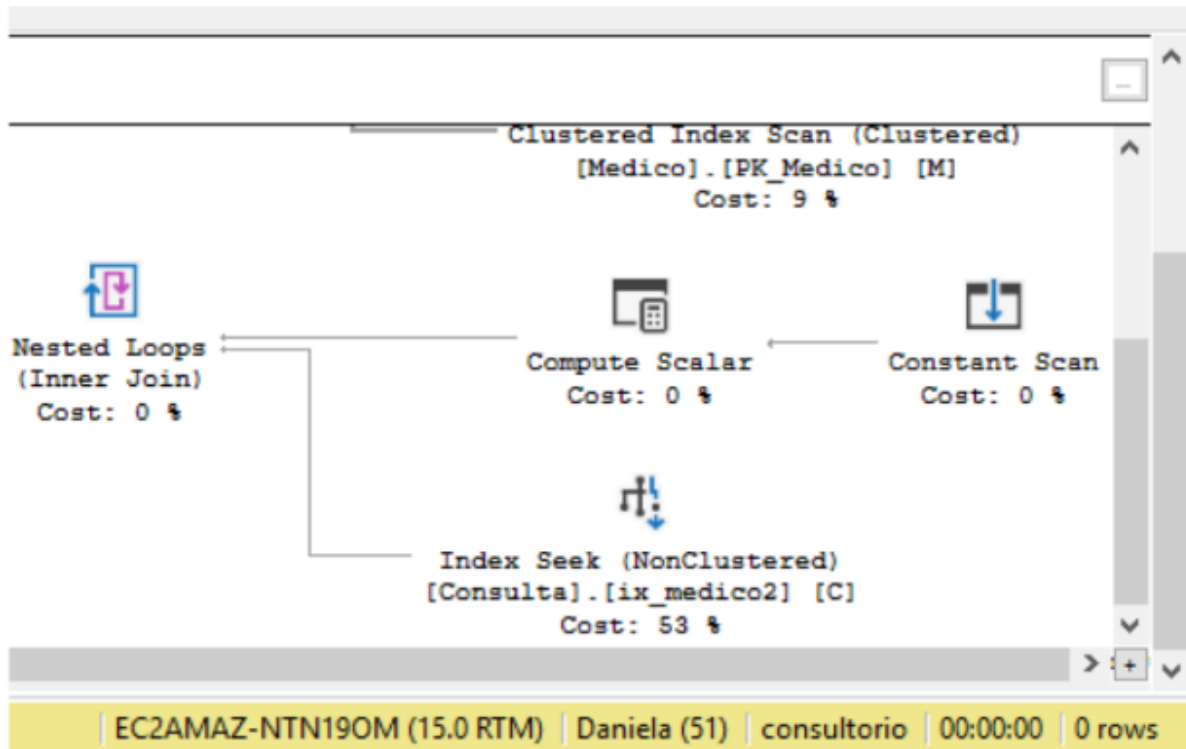 ...
Clustered Index Scan (Clustered)
[Medico].[PK_Medico] [M]
Cost: 9 %
Nested Loops
(Inner Join)
Cost: 0 %
Compute Scalar
Cost: 0 %
Constant Scan
Cost: 0 %
Index Seek (NonClustered)
[Consulta].[ix_medico2] [C]
Cost: 53 %
+
EC2AMAZ-NTN19OM (15.0 RTM) Daniela (51) consultorio 00:00:00 0 rows